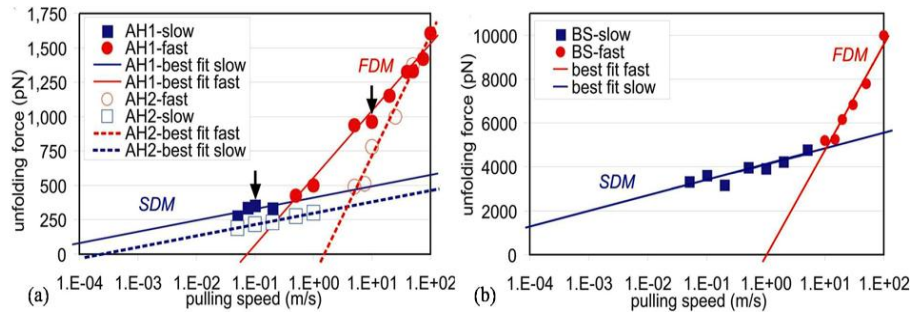 1,750
1,500
1,250
1,000
750
500
250
0
unfolding force (pN)
AH1-slow
AH1-fast
AH1-best fit slow
AH1-best fit fast
AH2-fast
AH2-slow
AH2-best fit fast
AH2-best fit slow
FDM
SDM
1.E-04 1.E-03 1.E-02 1.E-01 1.E+00 1.E+01 1.E+02
(a) pulling speed (m/s)
10000
8000
6000
4000
2000
0
unfolding force (pN)
BS-slow
BS-fast
best fit fast
best fit slow
FDM
SDM
1.E-04 1.E-03 1.E-02 1.E-01 1.E+00 1.E+01 1.E+02
(b) pulling speed (m/s)